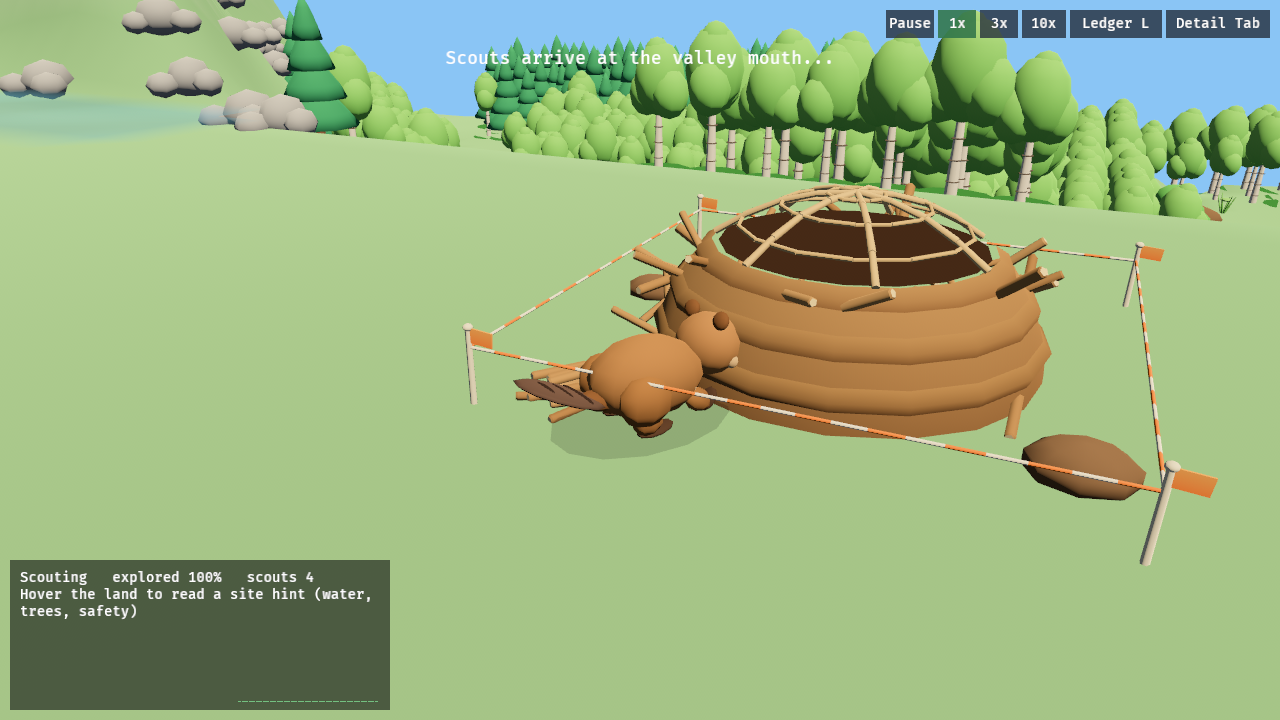 Pause 1x 3x 10x Ledger L Detail Tab
Scouts arrive at the valley mouth...
Scouting explored 100% scouts 4
Hover the land to read a site hint (water,
trees, safety)